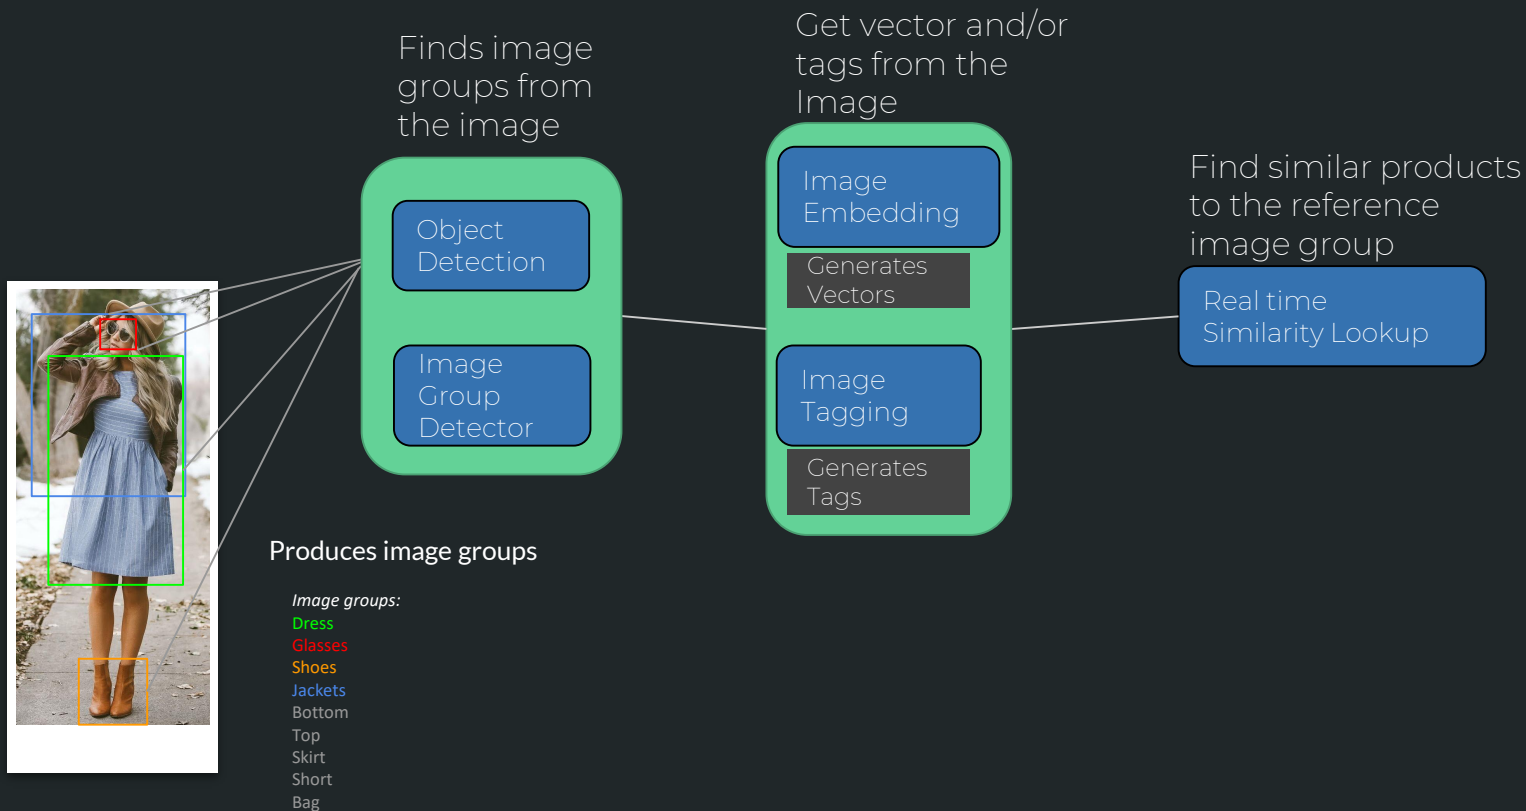 Finds image
groups from
the image
Object
Detection
Image
Group
Detector
Get vector and/or
tags from the
Image
Image
Embedding
Generates
Vectors
Image
Tagging
Generates
Tags
Find similar products
to the reference
image group
Real time
Similarity Lookup
Produces image groups
Image groups:
Dress
Glasses
Shoes
Jackets
Bottom
Top
Skirt
Short
Bag